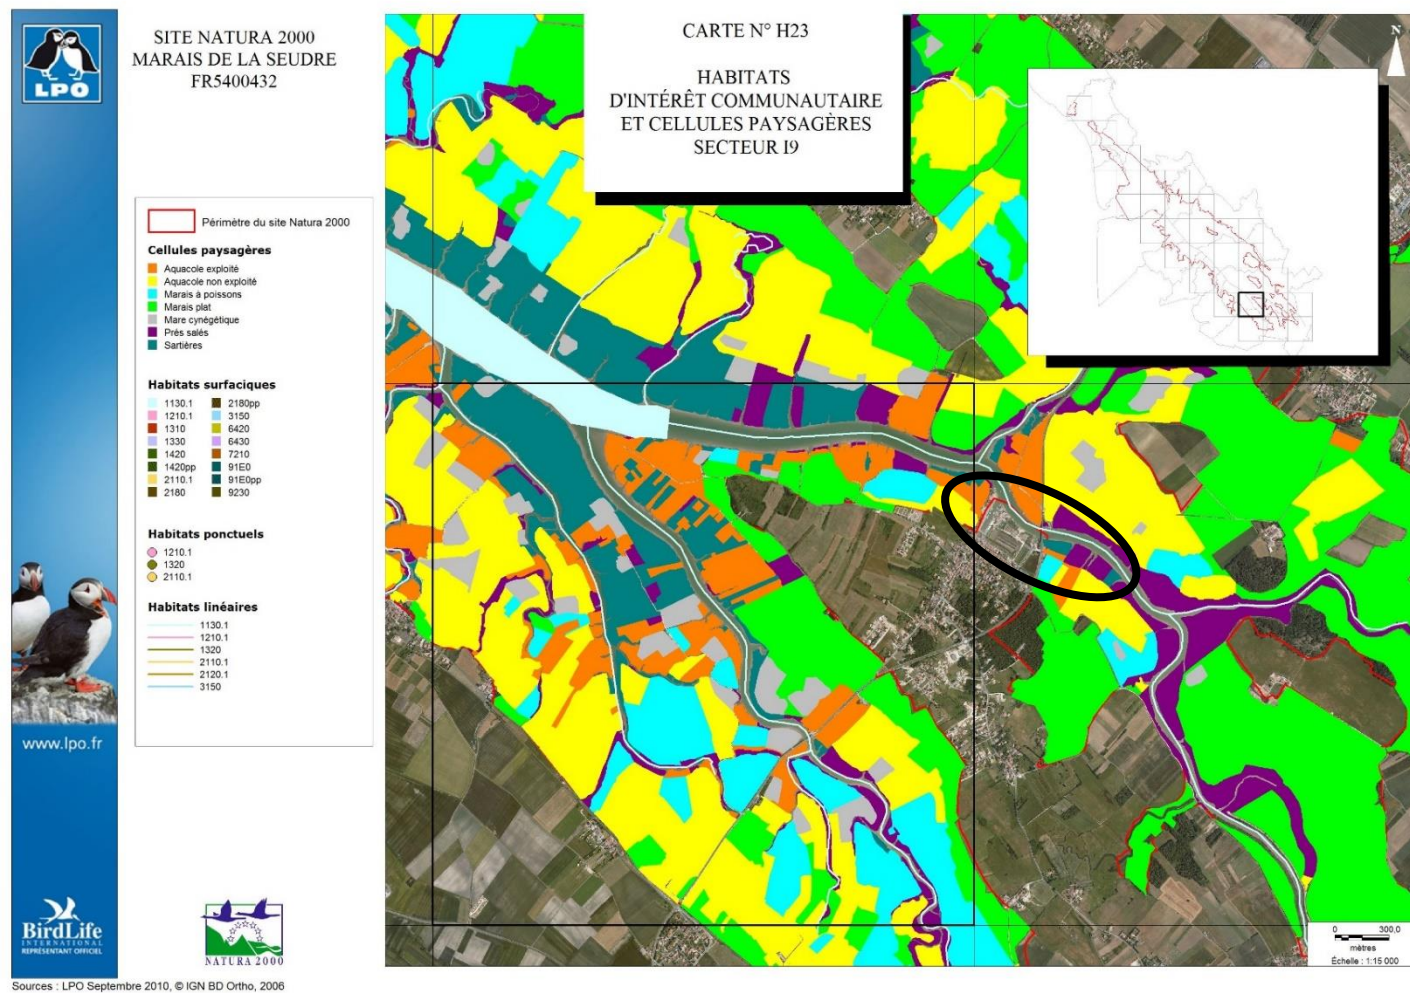 LPO
SITE NATURA 2000
MARAIS DE LA SEUDRE
FR5400432
CARTE N° H23
HABITATS
D'INTÉRÊT COMMUNAUTAIRE
ET CELLULES PAYSAGÈRES
SECTEUR I9
N
Périmètre du site Natura 2000
Cellules paysagères
Aquacole exploité
Aquacole non exploité
Marais à poissons
Marais plat
Mare cynégétique
Prés salés
Sartières
Habitats surfaciques
1130.1 2180pp
1210.1 3150
1310 6420
1330 6430
1420 7210
1420pp 91E0
2110.1 91E0pp
2180 9230
Habitats ponctuels
1210.1
1320
2110.1
Habitats linéaires
1130.1
1210.1
1320
2110.1
2120.1
3150
www.lpo.fr
BirdLife
INTERNATIONAL
REPRÉSENTANT OFFICIEL
NATURA 2000
0 300,0
mètres
Échelle : 1:15 000
Sources : LPO Septembre 2010, © IGN BD Ortho, 2006